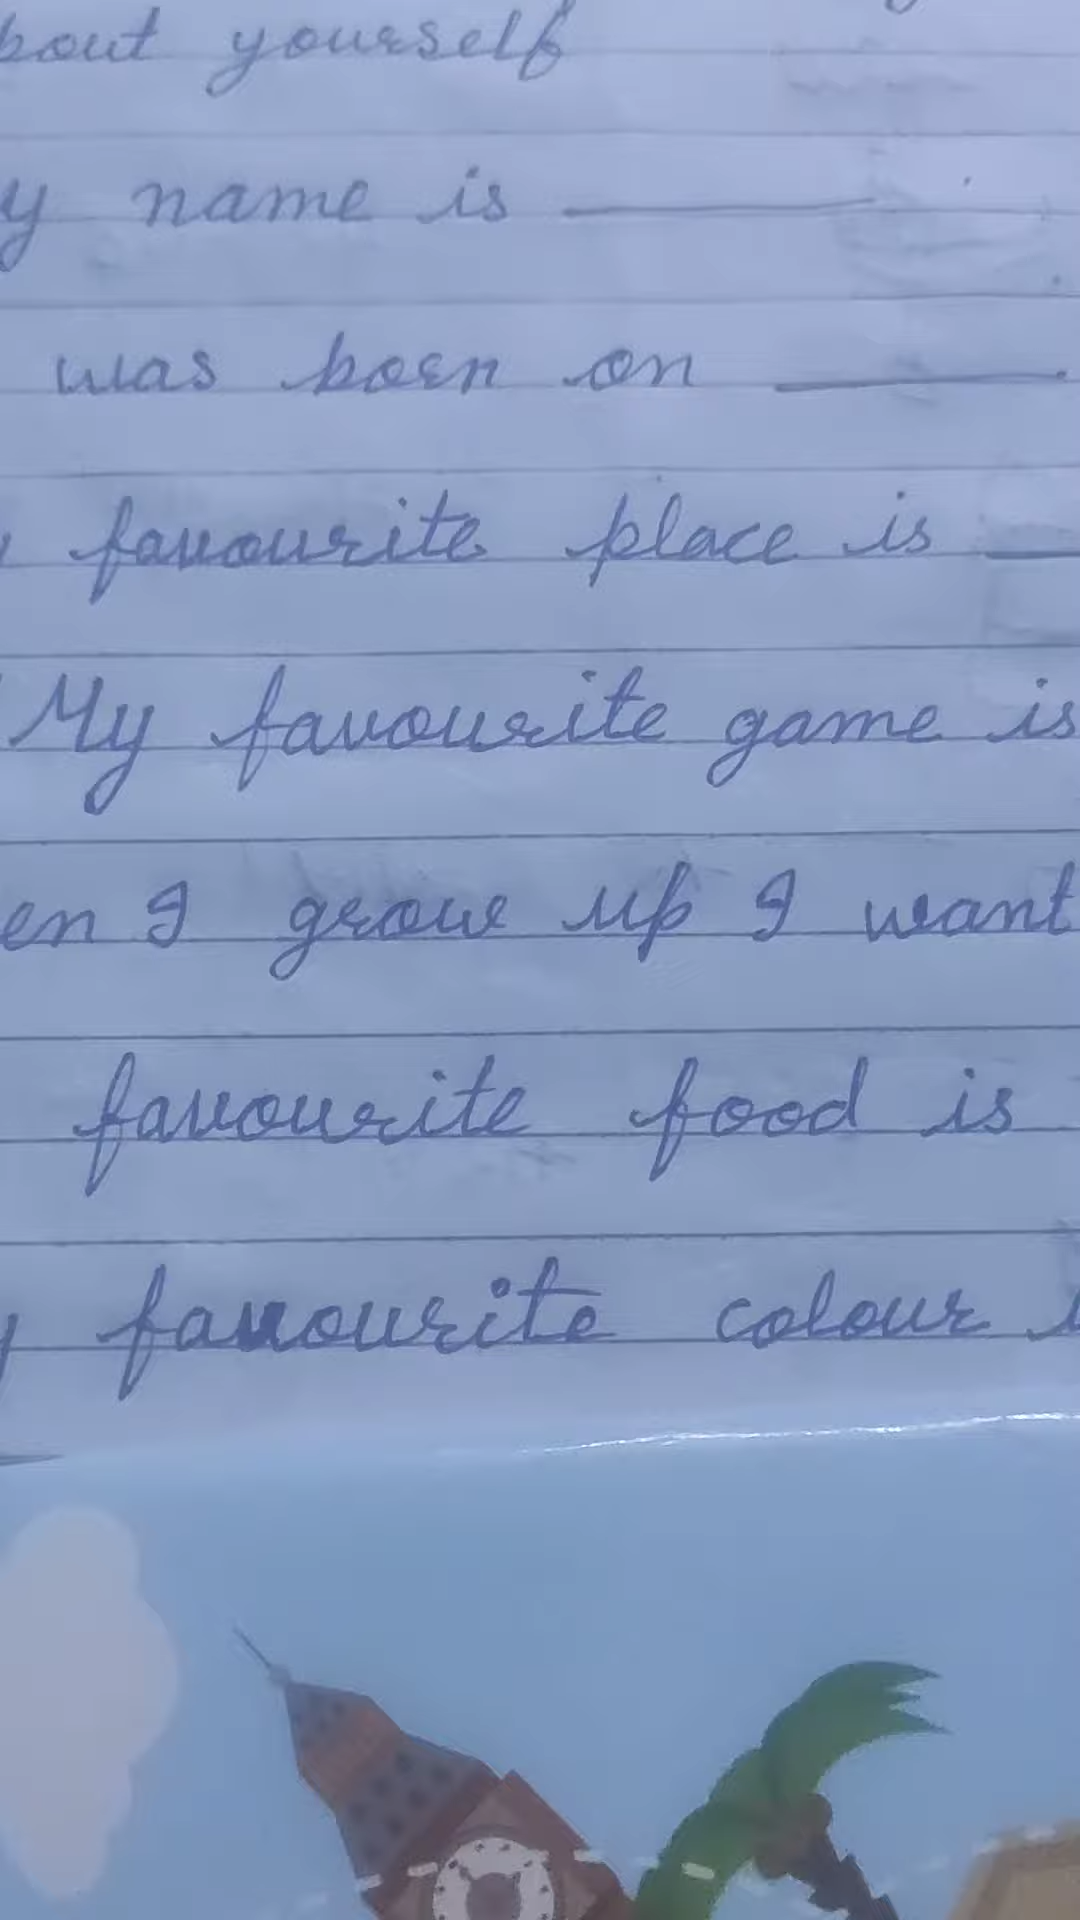 bout yourself
y name is
was born on
favourite place is
My favourite game is
en I grow up I want
favourite food is
y favourite colour